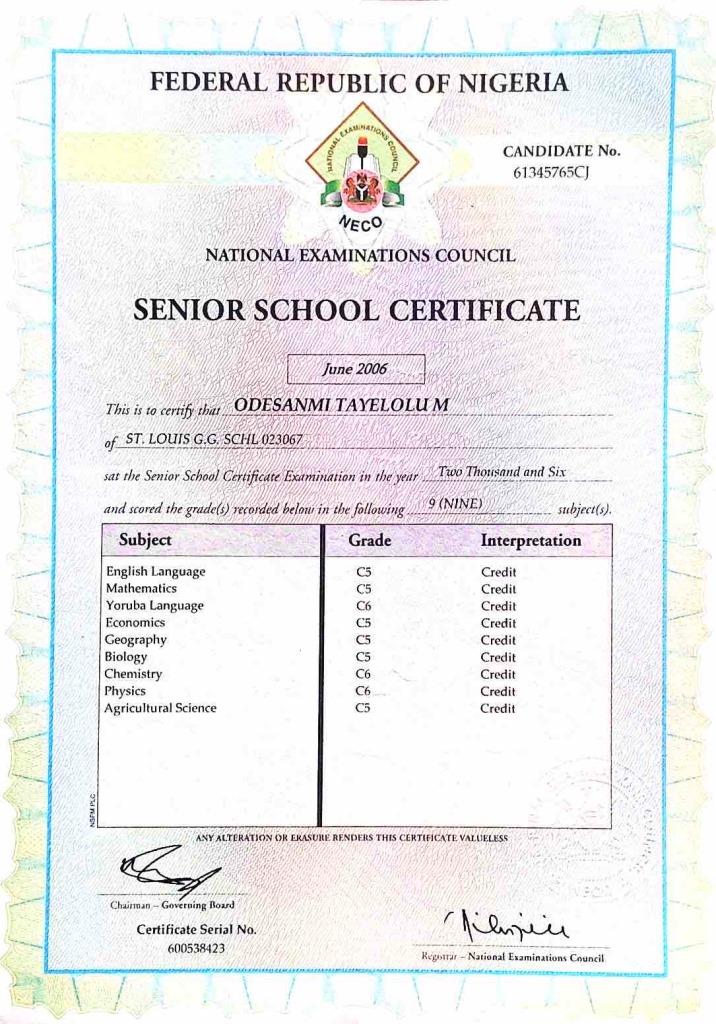 FEDERAL REPUBLIC OF NIGERIA
NATIONAL EXAMINATIONS COUNCIL
NECO
CANDIDATE No.
61345765CJ
NATIONAL EXAMINATIONS COUNCIL
SENIOR SCHOOL CERTIFICATE
June 2006
This is to certify that ODESANMI TAYELOLU M
of ST. LOUIS G.G. SCHL 023067
sat the Senior School Certificate Examination in the year Two Thousand and Six
and scored the grade(s) recorded below in the following 9 (NINE) subject(s).
Subject Grade Interpretation
English Language C5 Credit
Mathematics C5 Credit
Yoruba Language C6 Credit
Economics C5 Credit
Geography C5 Credit
Biology C5 Credit
Chemistry C6 Credit
Physics C6 Credit
Agricultural Science C5 Credit
NSPM PLC
ANY ALTERATION OR ERASURE RENDERS THIS CERTIFICATE VALUELESS
Chairman – Governing Board
Certificate Serial No.
600538423
Registrar – National Examinations Council